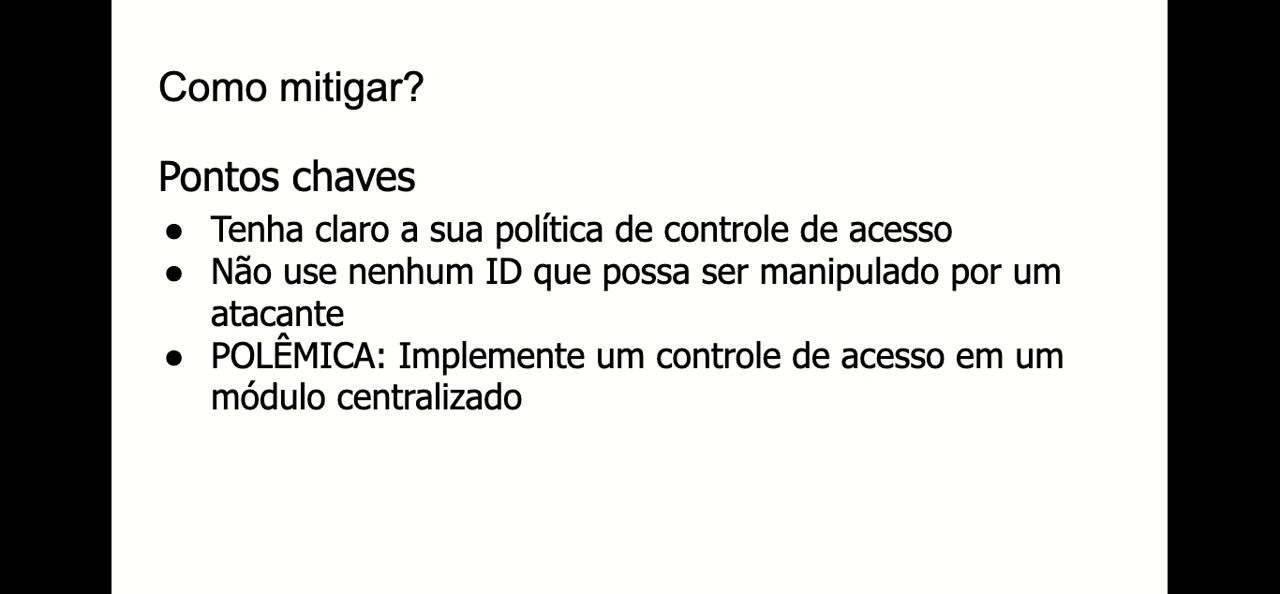 Como mitigar?
Pontos chaves
● Tenha claro a sua política de controle de acesso
● Não use nenhum ID que possa ser manipulado por um
atacante
● POLÊMICA: Implemente um controle de acesso em um
módulo centralizado